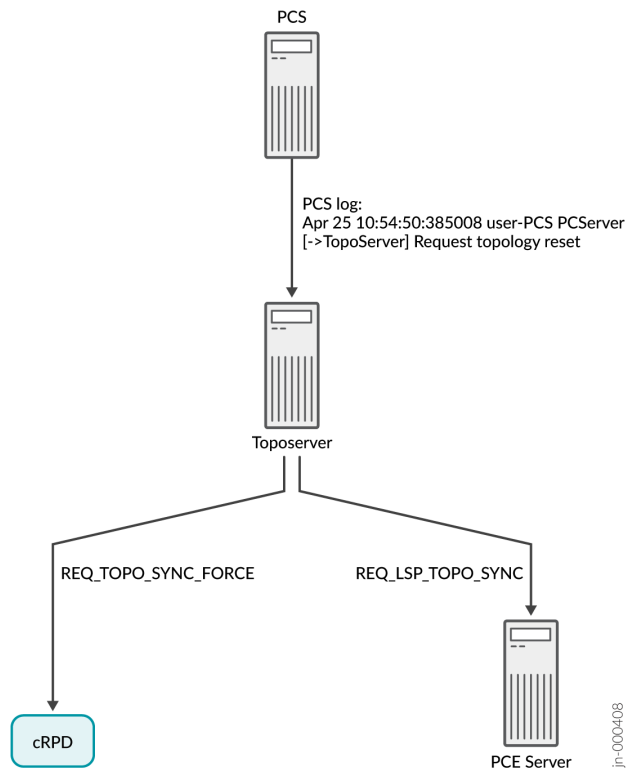 PCS
PCS log:
Apr 25 10:54:50:385008 user-PCS PCServer
[->TopoServer] Request topology reset
Toposerver
REQ_TOPO_SYNC_FORCE
REQ_LSP_TOPO_SYNC
cRPD
PCE Server
jn-000408